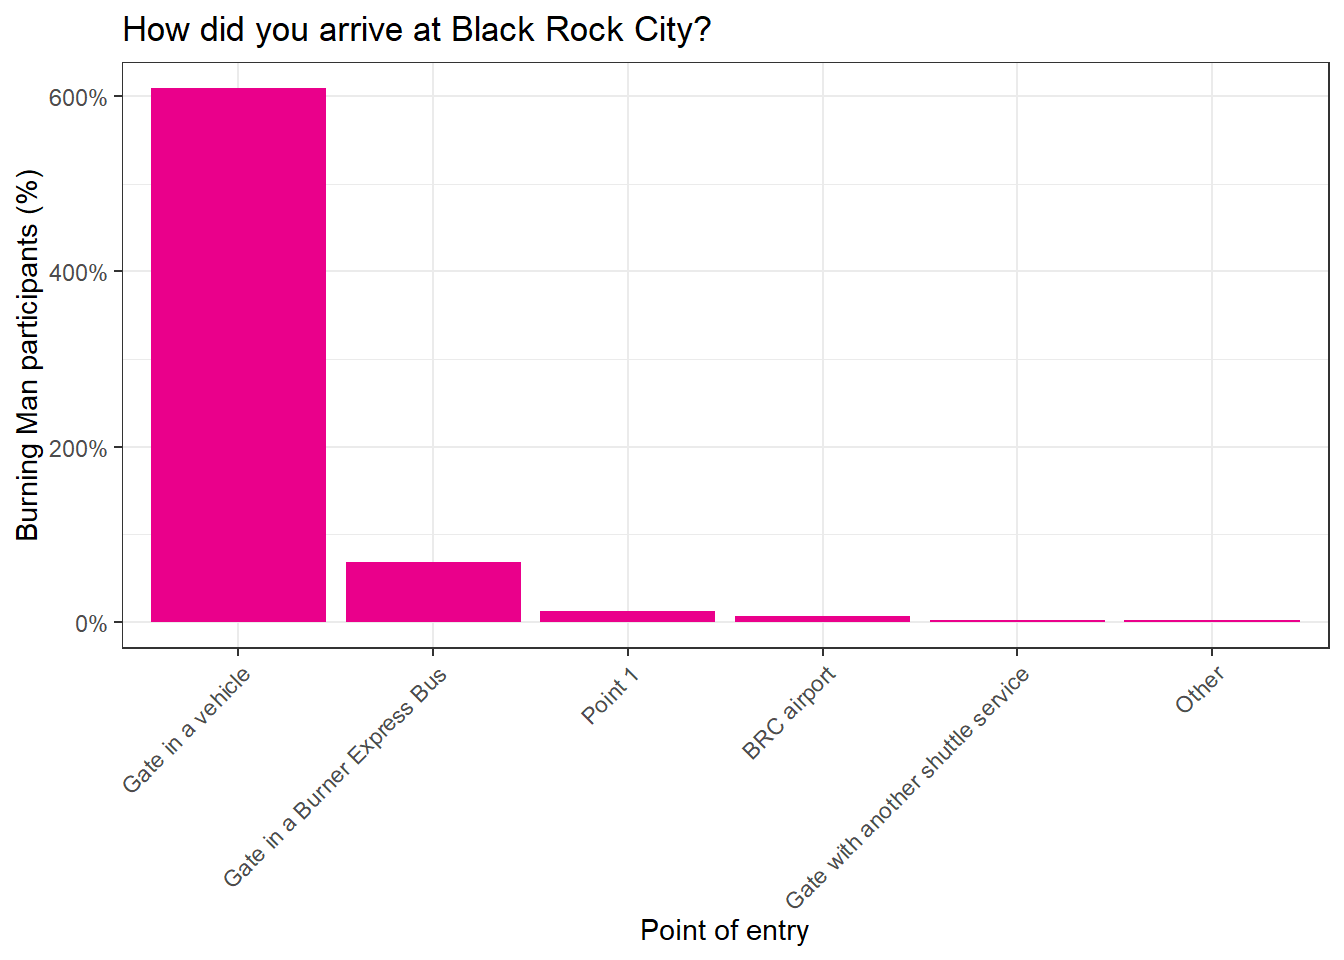 How did you arrive at Black Rock City?
Burning Man participants (%)
600%
400%
200%
0%
Gate in a vehicle
Gate in a Burner Express Bus
Point 1
BRC airport
Gate with another shuttle service
Other
Point of entry